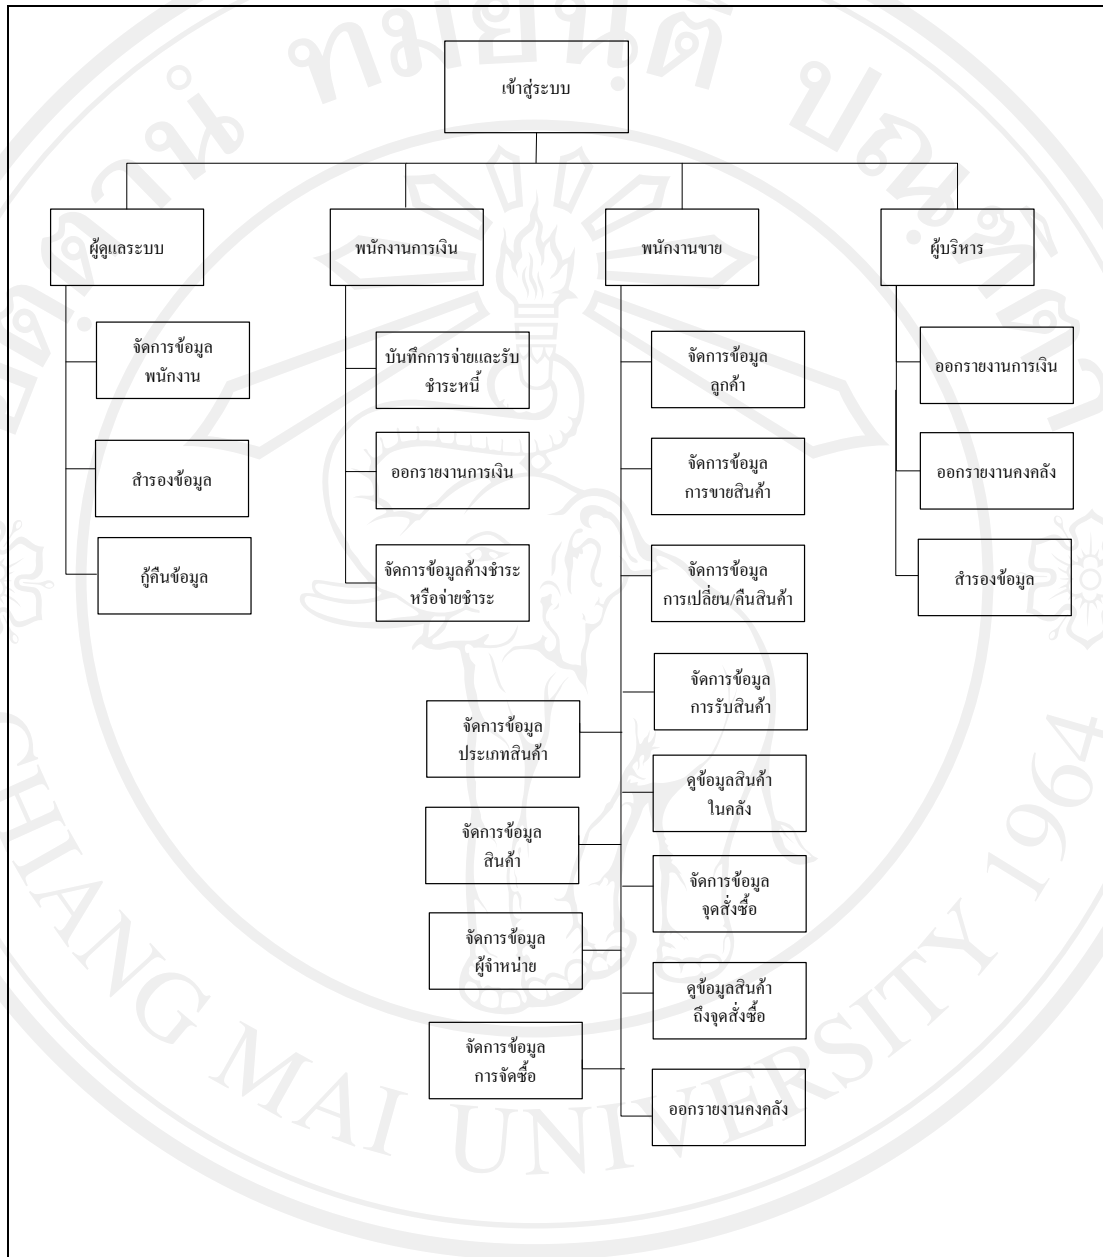 เข้าสู่ระบบ
ผู้ดูแลระบบ
พนักงานการเงิน
พนักงานขาย
ผู้บริหาร
จัดการข้อมูล
พนักงาน
สำรองข้อมูล
กู้คืนข้อมูล
บันทึกการจ่ายและรับ
ชำระหนี้
ออกรายงานการเงิน
จัดการข้อมูลค้างชำระ
หรือจ่ายชำระ
จัดการข้อมูล
ลูกค้า
จัดการข้อมูล
การขายสินค้า
จัดการข้อมูล
การเปลี่ยน/คืนสินค้า
จัดการข้อมูล
การรับสินค้า
ดูข้อมูลสินค้า
ในคลัง
จัดการข้อมูล
จุดสั่งซื้อ
ดูข้อมูลสินค้า
ถึงจุดสั่งซื้อ
ออกรายงานคงคลัง
จัดการข้อมูล
ประเภทสินค้า
จัดการข้อมูล
สินค้า
จัดการข้อมูล
ผู้จำหน่าย
จัดการข้อมูล
การจัดซื้อ
ออกรายงานการเงิน
ออกรายงานคงคลัง
สำรองข้อมูล
CHIANG MAI UNIVERSITY 1964